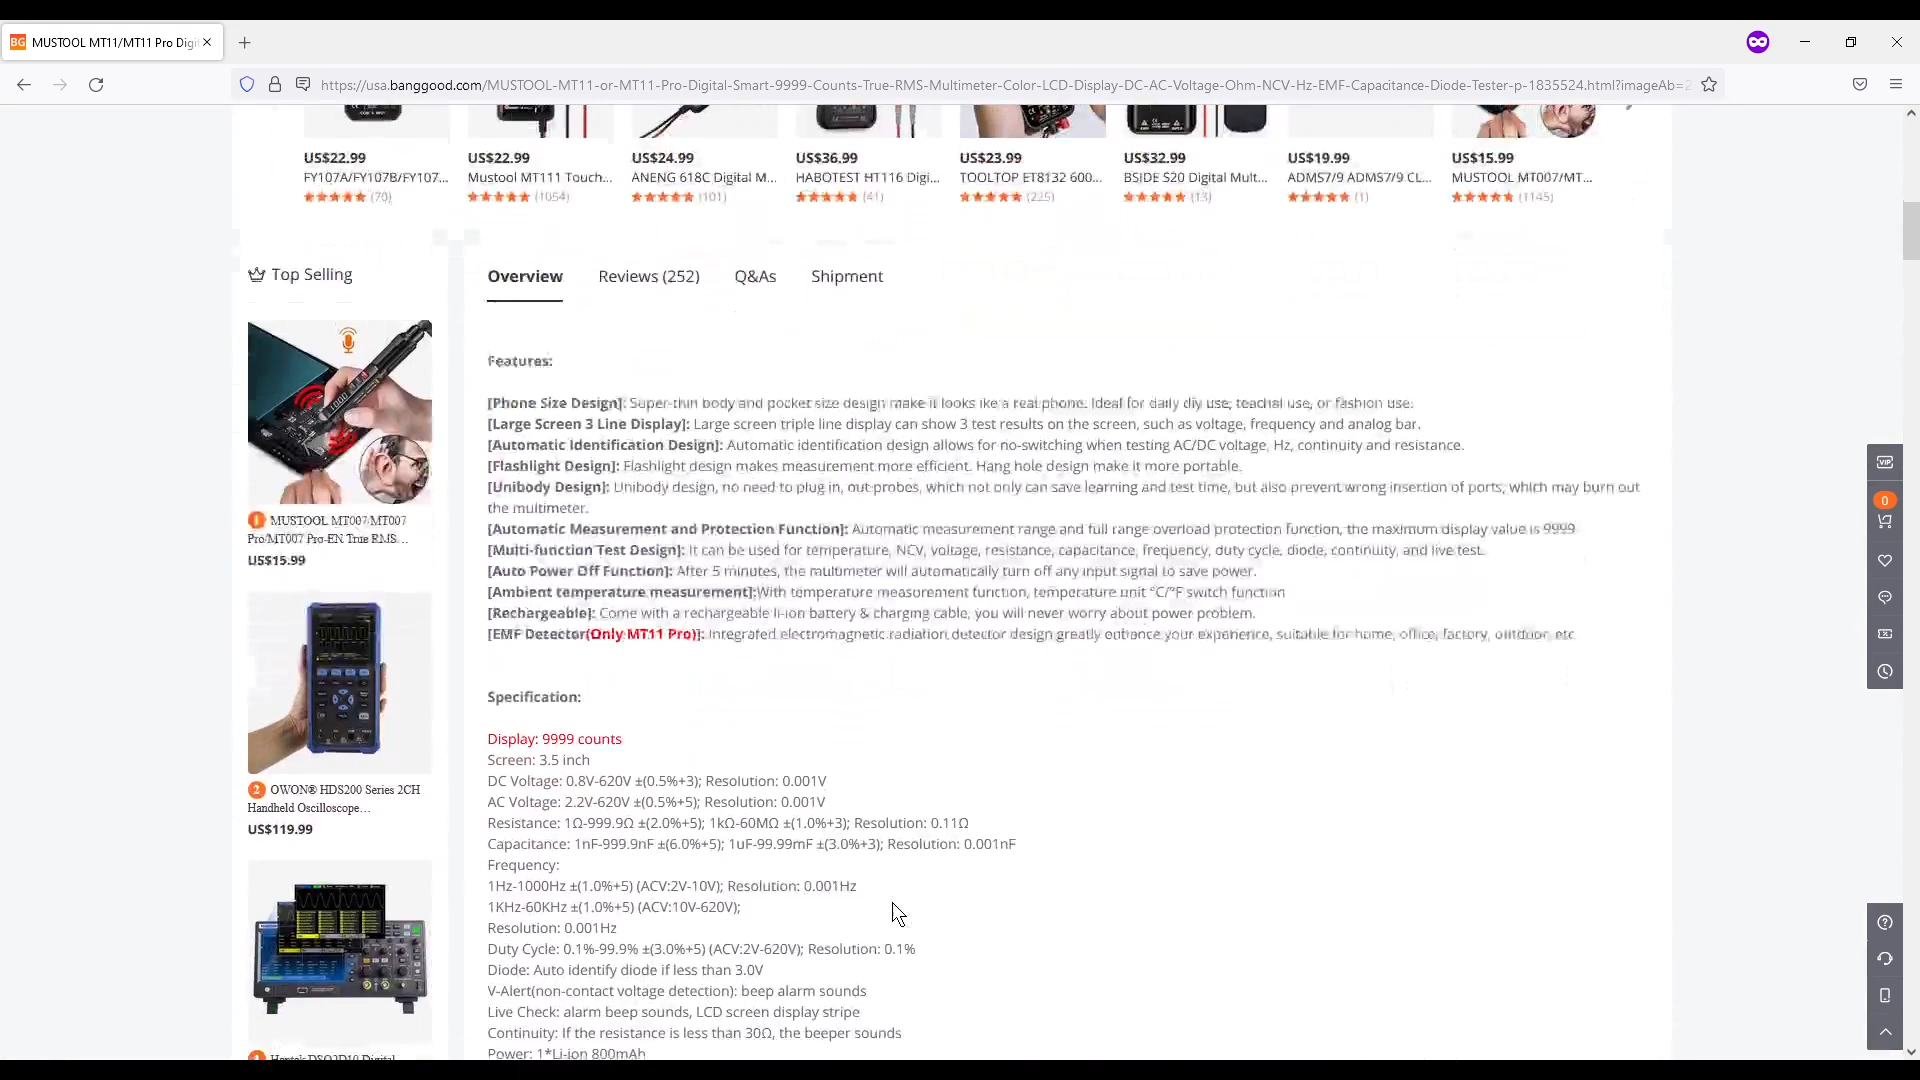 BG MUSTOOL MT11/MT11 Pro Digi
https://usa.banggood.com/MUSTOOL-MT11-or-MT11-Pro-Digital-Smart-9999-Counts-True-RMS-Multimeter-Color-LCD-Display-DC-AC-Voltage-Ohm-NCV-Hz-EMF-Capacitance-Diode-Tester-p-1835524.html?imageAb=2
US$22.99 US$22.99 US$24.99 US$36.99 US$23.99 US$32.99 US$19.99 US$15.99
FY107A/FY107B/FY107... Mustool MT111 Touch... ANENG 618C Digital M... HABOTEST HT116 Digi... TOOLTOP ET8132 600... BSIDE S20 Digital Mult... ADMS7/9 ADMS7/9 CL... MUSTOOL MT007/MT...
(70) (1054) (101) (41) (225) (13) (1) (1145)
Top Selling
Overview Reviews (252) Q&As Shipment
Features:
[Phone Size Design]: Super-thin body and pocket size design make it looks like a real phone. Ideal for daily diy use, teachal use, or fashion use.
[Large Screen 3 Line Display]: Large screen triple line display can show 3 test results on the screen, such as voltage, frequency and analog bar.
[Automatic Identification Design]: Automatic identification design allows for no-switching when testing AC/DC voltage, Hz, continuity and resistance.
[Flashlight Design]: Flashlight design makes measurement more efficient. Hang hole design make it more portable.
[Unibody Design]: Unibody design, no need to plug in, out probes, which not only can save learning and test time, but also prevent wrong insertion of ports, which may burn out
the multimeter.
[Automatic Measurement and Protection Function]: Automatic measurement range and full range overload protection function, the maximum display value is 9999
[Multi-function Test Design]: It can be used for temperature, NCV, voltage, resistance, capacitance, frequency, duty cycle, diode, continuity, and live test.
[Auto Power Off Function]: After 5 minutes, the multimeter will automatically turn off any input signal to save power.
[Ambient temperature measurement]:With temperature measurement function, temperature unit °C/°F switch function
[Rechargeable]: Come with a rechargeable li-ion battery & charging cable, you will never worry about power problem.
[EMF Detector(Only MT11 Pro)]: Integrated electromagnetic radiation detector design greatly enhance your experience, suitable for home, office, factory, outdoor, etc
Specification:
Display: 9999 counts
Screen: 3.5 inch
DC Voltage: 0.8V-620V ±(0.5%+3); Resolution: 0.001V
AC Voltage: 2.2V-620V ±(0.5%+5); Resolution: 0.001V
Resistance: 1Ω-999.9Ω ±(2.0%+5); 1kΩ-60MΩ ±(1.0%+3); Resolution: 0.11Ω
Capacitance: 1nF-999.9nF ±(6.0%+5); 1uF-99.99mF ±(3.0%+3); Resolution: 0.001nF
Frequency:
1Hz-1000Hz ±(1.0%+5) (ACV:2V-10V); Resolution: 0.001Hz
1KHz-60KHz ±(1.0%+5) (ACV:10V-620V);
Resolution: 0.001Hz
Duty Cycle: 0.1%-99.9% ±(3.0%+5) (ACV:2V-620V); Resolution: 0.1%
Diode: Auto identify diode if less than 3.0V
V-Alert(non-contact voltage detection): beep alarm sounds
Live Check: alarm beep sounds, LCD screen display stripe
Continuity: If the resistance is less than 30Ω, the beeper sounds
Power: 1*Li-ion 800mAh
1 MUSTOOL MT007/MT007
Pro/MT007 Pro-EN True RMS...
US$15.99
2 OWON® HDS200 Series 2CH
Handheld Oscilloscope...
US$119.99
Hantek DSO2D10 Digital
VIP
0